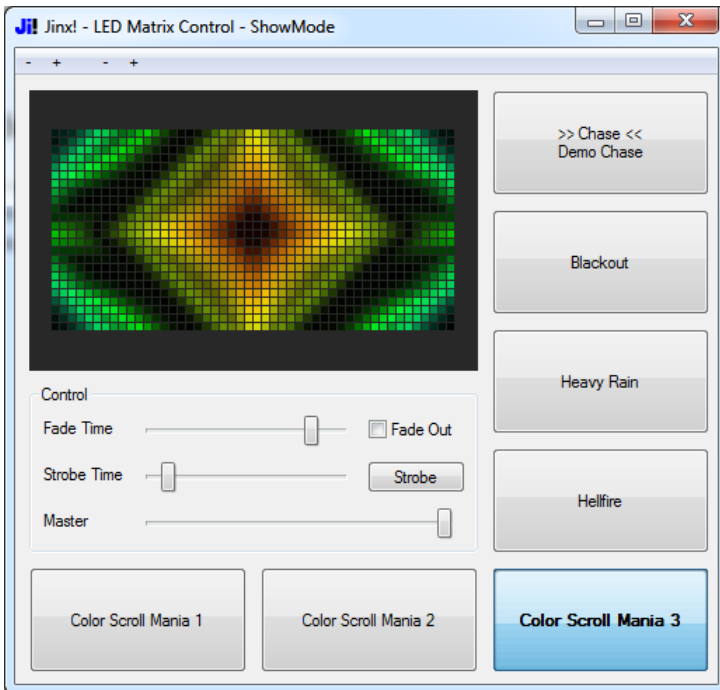 Ji! Jinx! - LED Matrix Control - ShowMode
- + - +
>> Chase <<
Demo Chase
Blackout
Heavy Rain
Hellfire
Control
Fade Time
Fade Out
Strobe Time
Strobe
Master
Color Scroll Mania 1
Color Scroll Mania 2
Color Scroll Mania 3